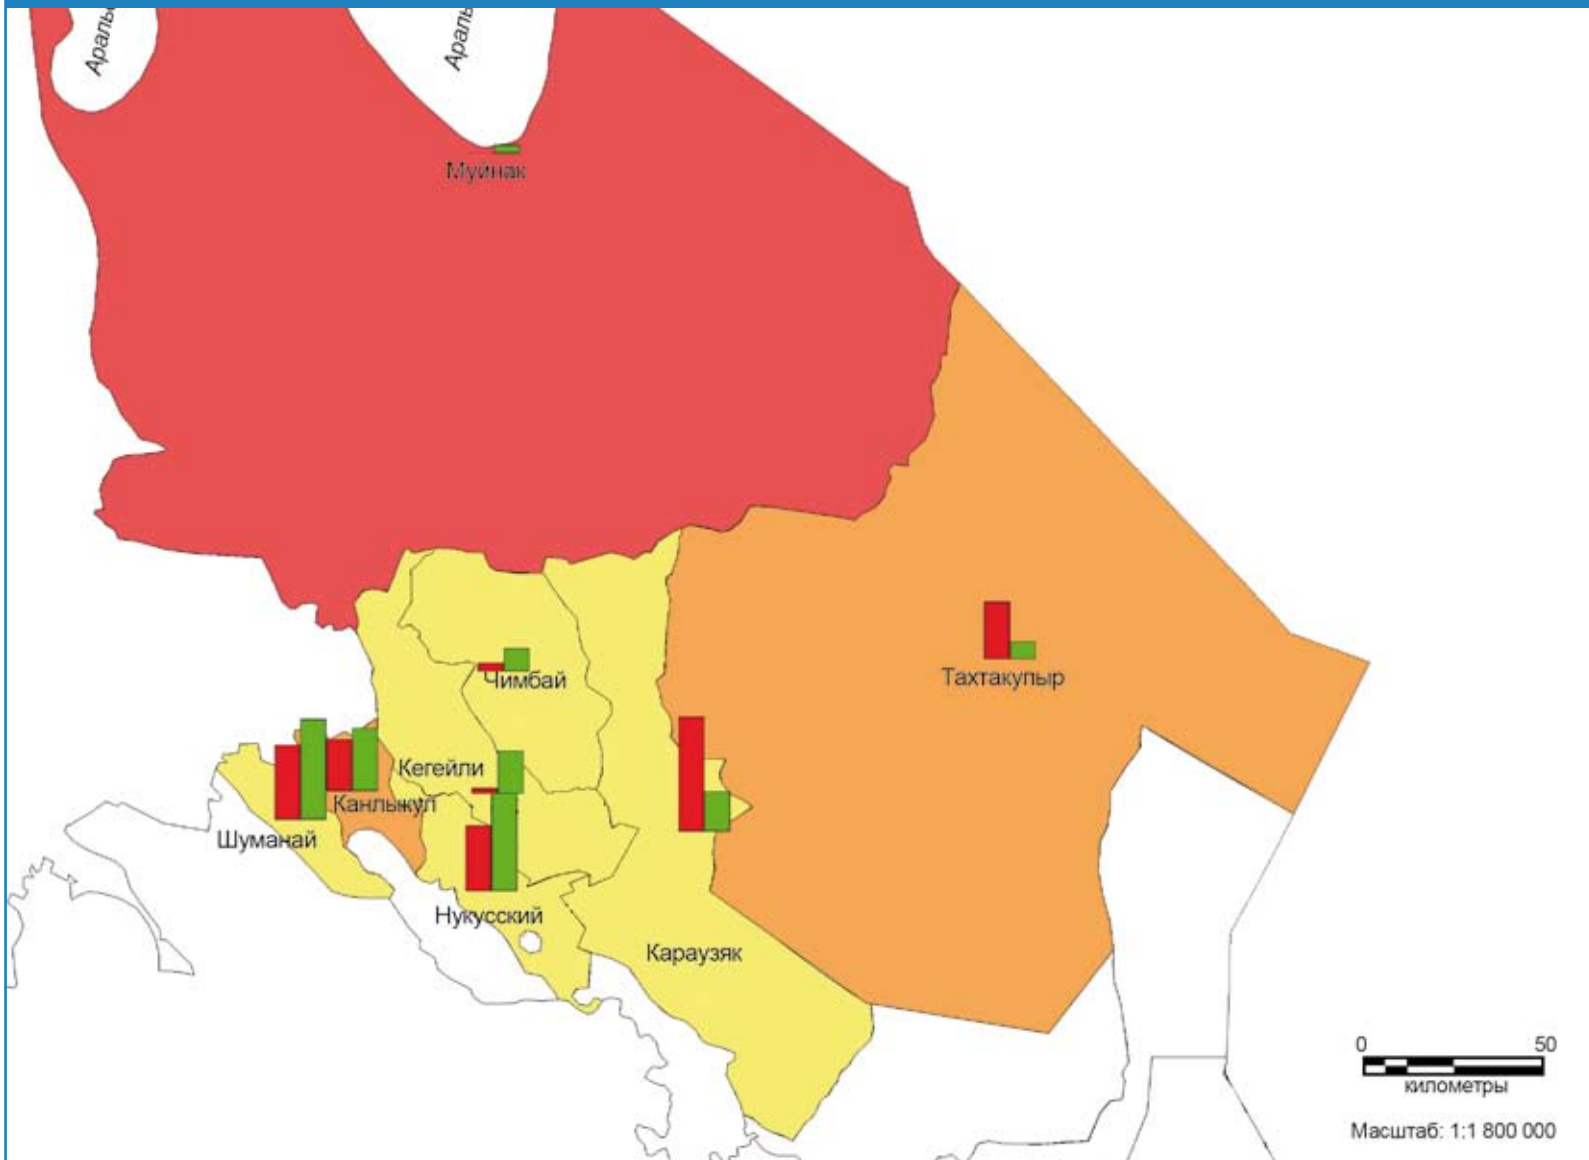 Муйнак
Тахтакупыр
Чимбай
Кегейли
Канлыкул
Шуманай
Нукусский
Караузяк
0 50
километры
Масштаб: 1:1 800 000